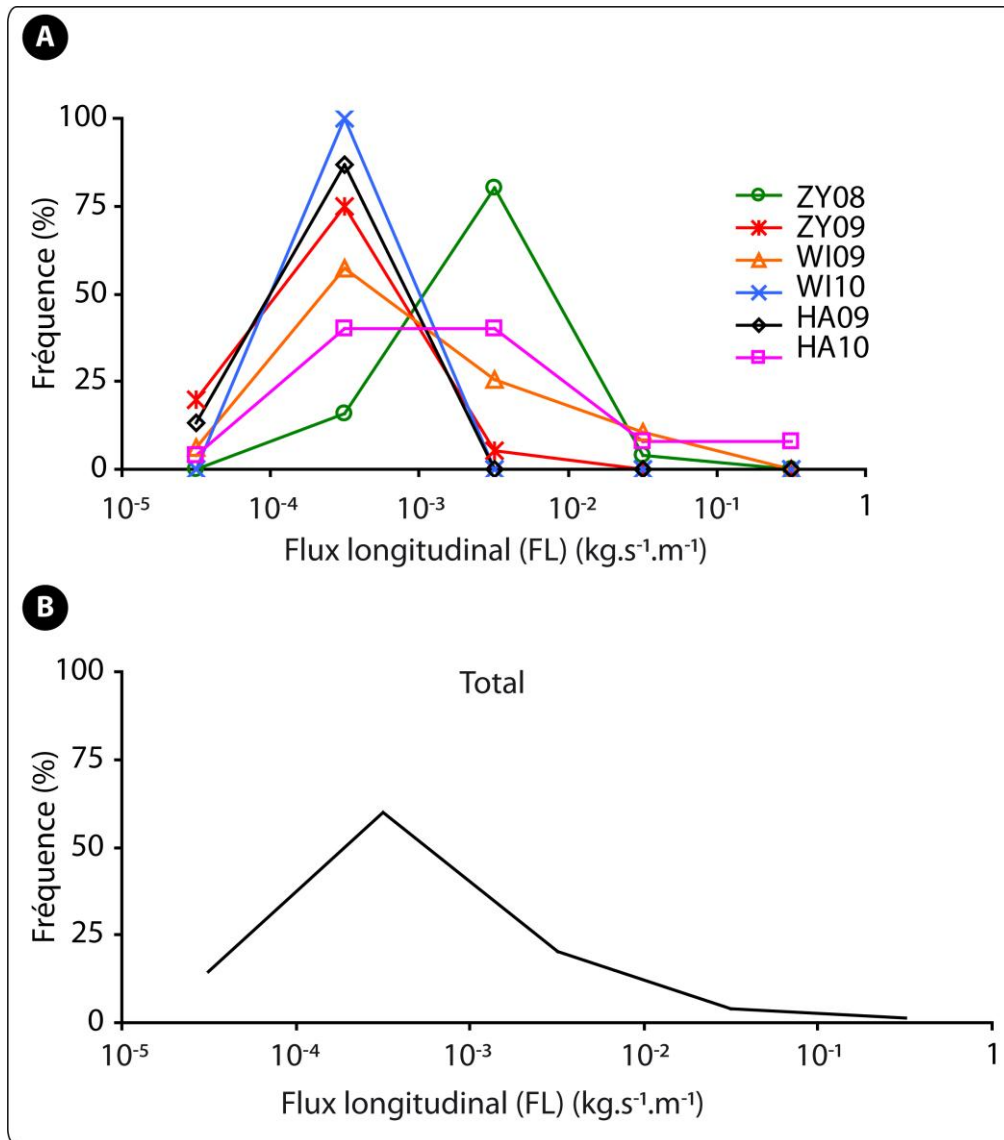 A
100
75
50
25
0
Fréquence (%)
10⁻⁵ 10⁻⁴ 10⁻³ 10⁻² 10⁻¹ 1
Flux longitudinal (FL) (kg.s⁻¹.m⁻¹)
ZY08
ZY09
WI09
WI10
HA09
HA10
B
Total
100
75
50
25
0
Fréquence (%)
10⁻⁵ 10⁻⁴ 10⁻³ 10⁻² 10⁻¹ 1
Flux longitudinal (FL) (kg.s⁻¹.m⁻¹)